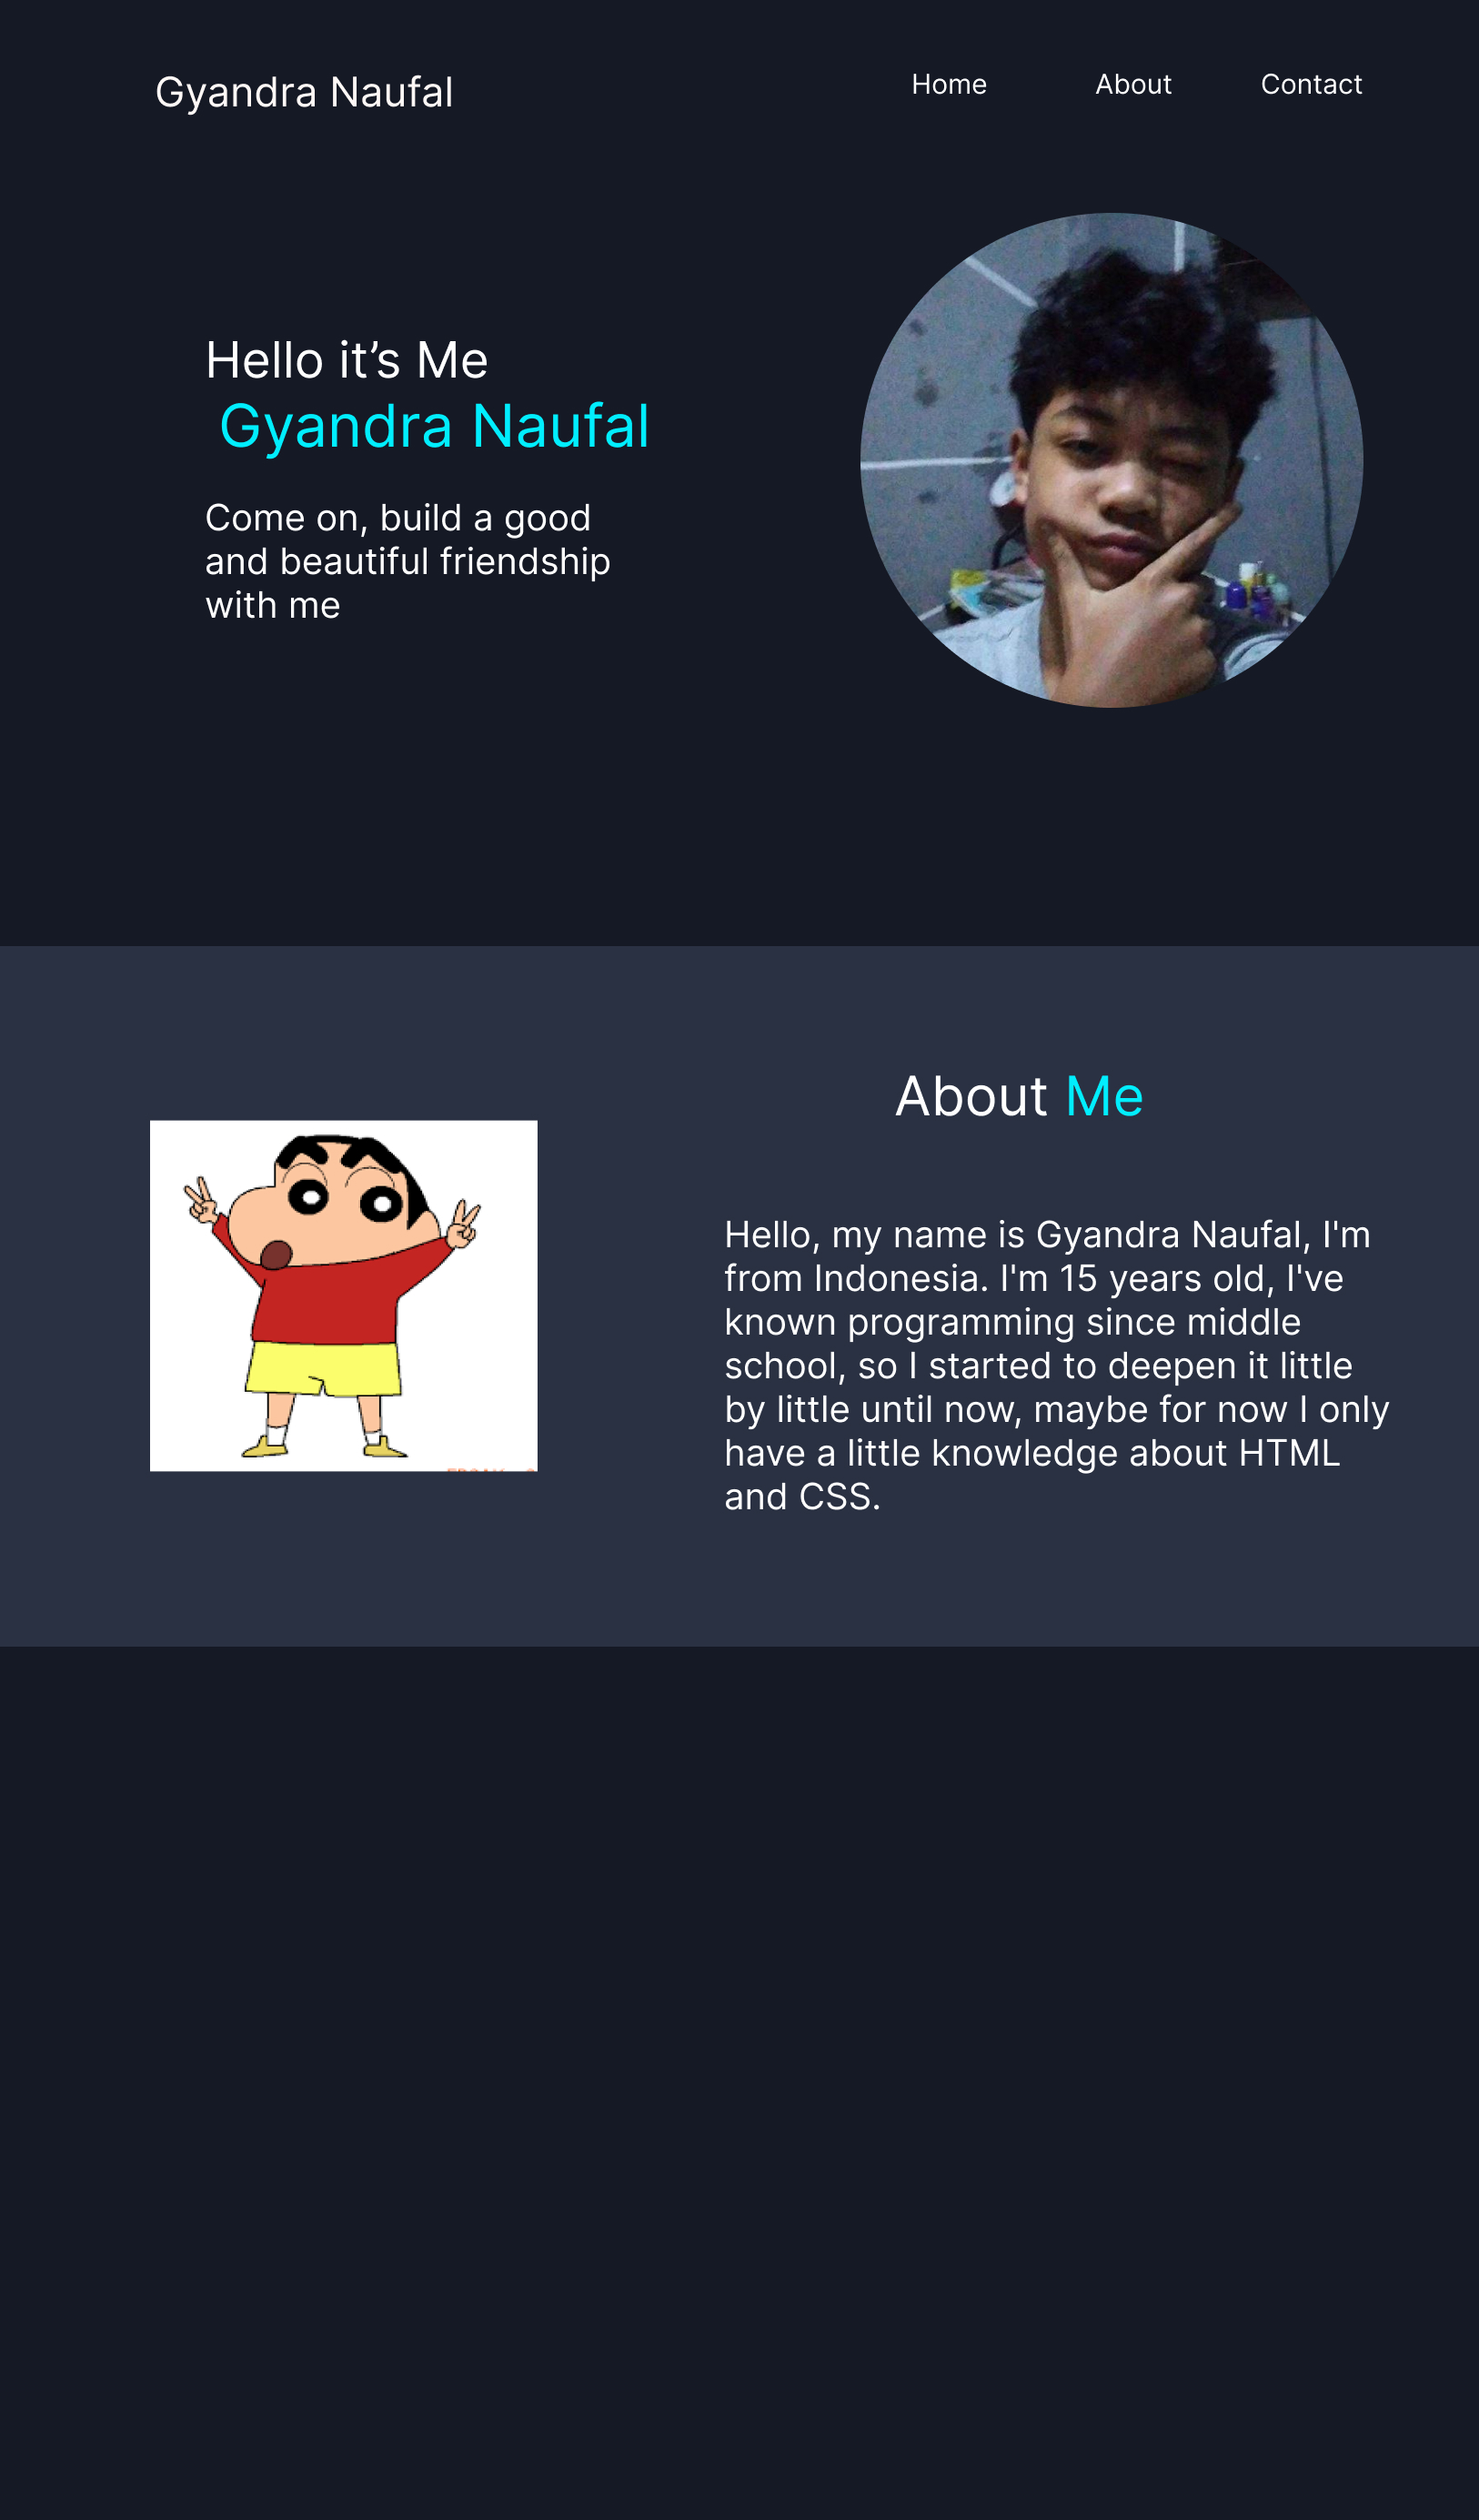 Gyandra Naufal
Home
About
Contact
Hello it’s Me
Gyandra Naufal
Come on, build a good
and beautiful friendship
with me
About Me
Hello, my name is Gyandra Naufal, I'm
from Indonesia. I'm 15 years old, I've
known programming since middle
school, so I started to deepen it little
by little until now, maybe for now I only
have a little knowledge about HTML
and CSS.